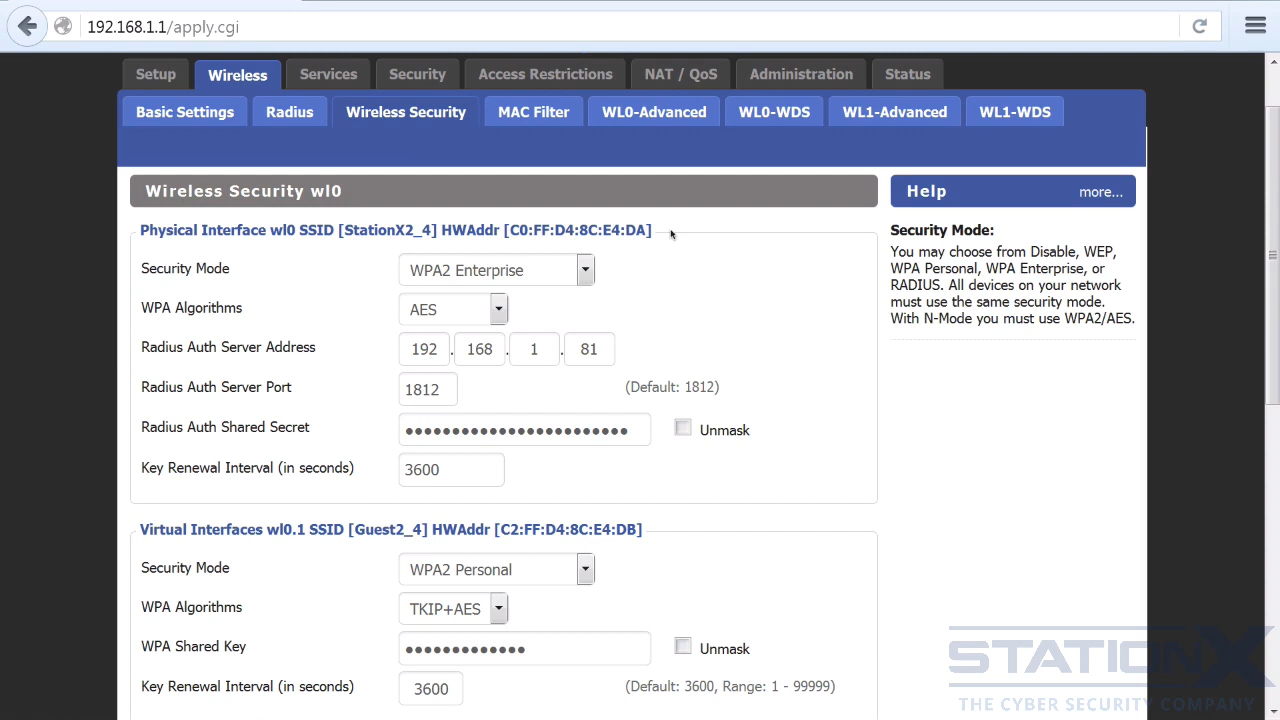 192.168.1.1/apply.cgi
Setup Wireless Services Security Access Restrictions NAT / QoS Administration Status
Basic Settings Radius Wireless Security MAC Filter WL0-Advanced WL0-WDS WL1-Advanced WL1-WDS
Wireless Security wl0
Physical Interface wl0 SSID [StationX2_4] HWAddr [C0:FF:D4:8C:E4:DA]
Security Mode WPA2 Enterprise
WPA Algorithms AES
Radius Auth Server Address 192 . 168 . 1 . 81
Radius Auth Server Port 1812 (Default: 1812)
Radius Auth Shared Secret ●●●●●●●●●●●●●●●●●●●●●●●● Unmask
Key Renewal Interval (in seconds) 3600
Virtual Interfaces wl0.1 SSID [Guest2_4] HWAddr [C2:FF:D4:8C:E4:DB]
Security Mode WPA2 Personal
WPA Algorithms TKIP+AES
WPA Shared Key ●●●●●●●●●●●●● Unmask
Key Renewal Interval (in seconds) 3600 (Default: 3600, Range: 1 - 99999)
Help more...
Security Mode:
You may choose from Disable, WEP,
WPA Personal, WPA Enterprise, or
RADIUS. All devices on your network
must use the same security mode.
With N-Mode you must use WPA2/AES.
STATIONX
THE CYBER SECURITY COMPANY